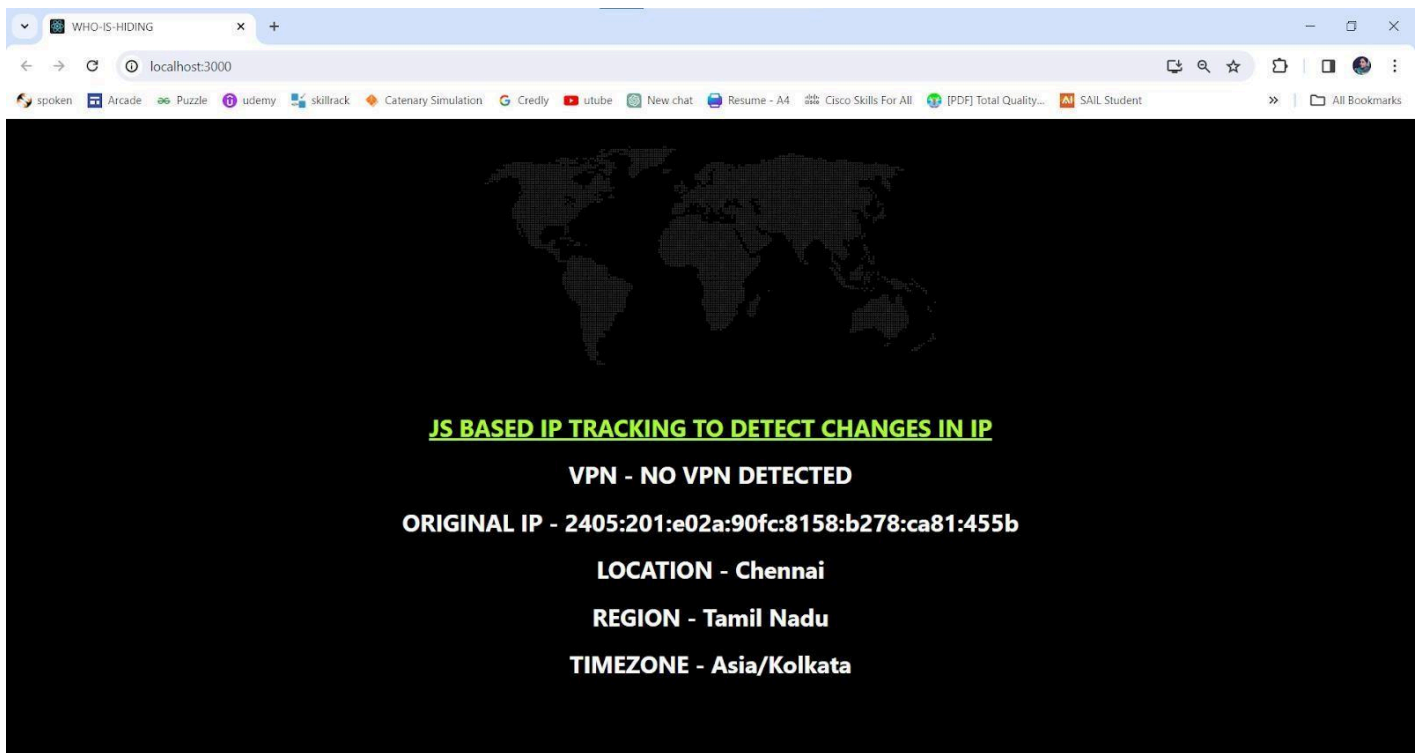 WHO-IS-HIDING
localhost:3000
spoken Arcade Puzzle udemy skillrack Catenary Simulation Credly utube New chat Resume - A4 Cisco Skills For All [PDF] Total Quality... SAIL Student All Bookmarks
JS BASED IP TRACKING TO DETECT CHANGES IN IP
VPN - NO VPN DETECTED
ORIGINAL IP - 2405:201:e02a:90fc:8158:b278:ca81:455b
LOCATION - Chennai
REGION - Tamil Nadu
TIMEZONE - Asia/Kolkata